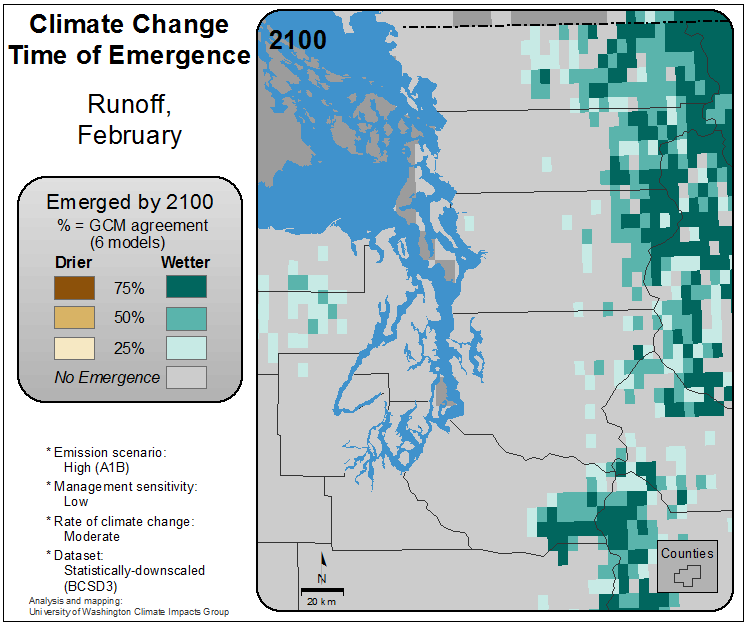 Climate Change
Time of Emergence
Runoff,
February
Emerged by 2100
% = GCM agreement
(6 models)
Drier Wetter
75%
50%
25%
No Emergence
* Emission scenario:
High (A1B)
* Management sensitivity:
Low
* Rate of climate change:
Moderate
* Dataset:
Statistically-downscaled
(BCSD3)
Analysis and mapping:
University of Washington Climate Impacts Group
2100
N
20 km
Counties